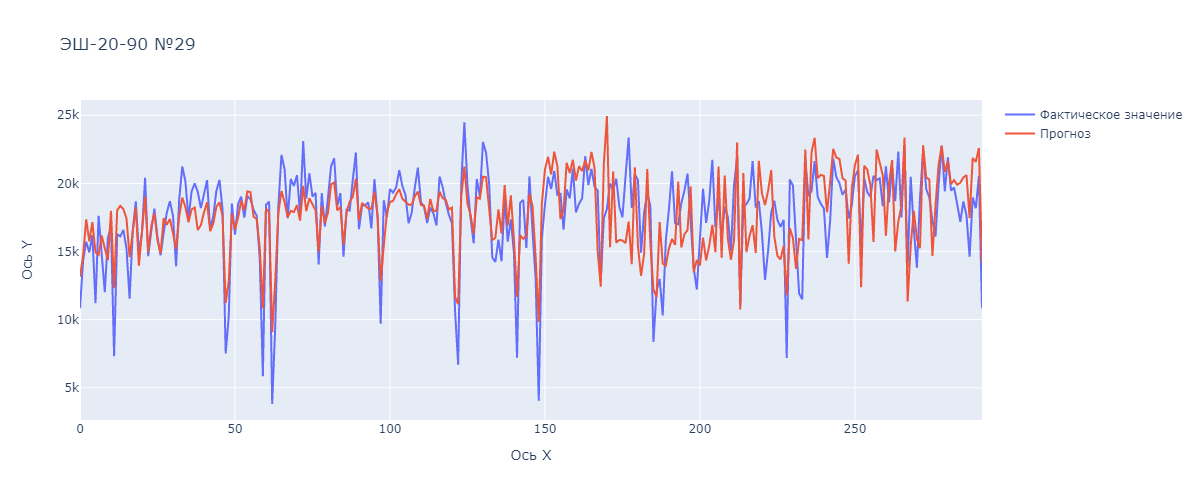 ЭШ-20-90 №29
Фактическое значение
Прогноз
25k
20k
15k
10k
5k
Ось Y
0
50
100
150
200
250
Ось X